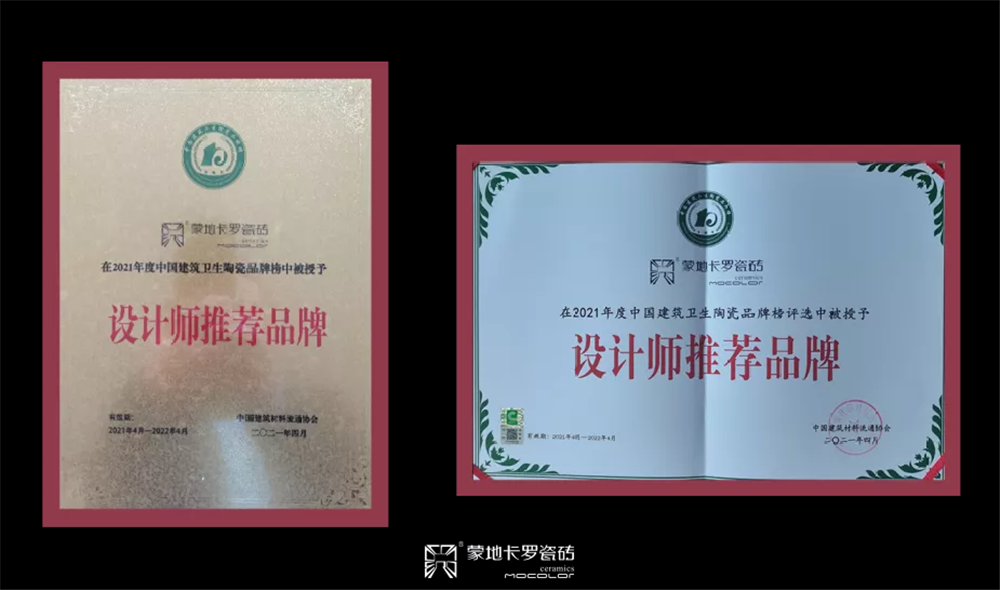 蒙地卡罗瓷砖
ceramics
MOCOLOR
在2021年度中国建筑卫生陶瓷品牌榜中被授予
设计师推荐品牌
有效期:
2021年4月—2022年4月
中国建筑材料流通协会
二〇二一年四月
蒙地卡罗瓷砖
ceramics
MOCOLOR
在2021年度中国建筑卫生陶瓷品牌榜评选中被授予
设计师推荐品牌
有效期：2021年4月—2022年4月
中国建筑材料流通协会
二〇二一年四月
蒙地卡罗瓷砖
ceramics
MOCOLOR